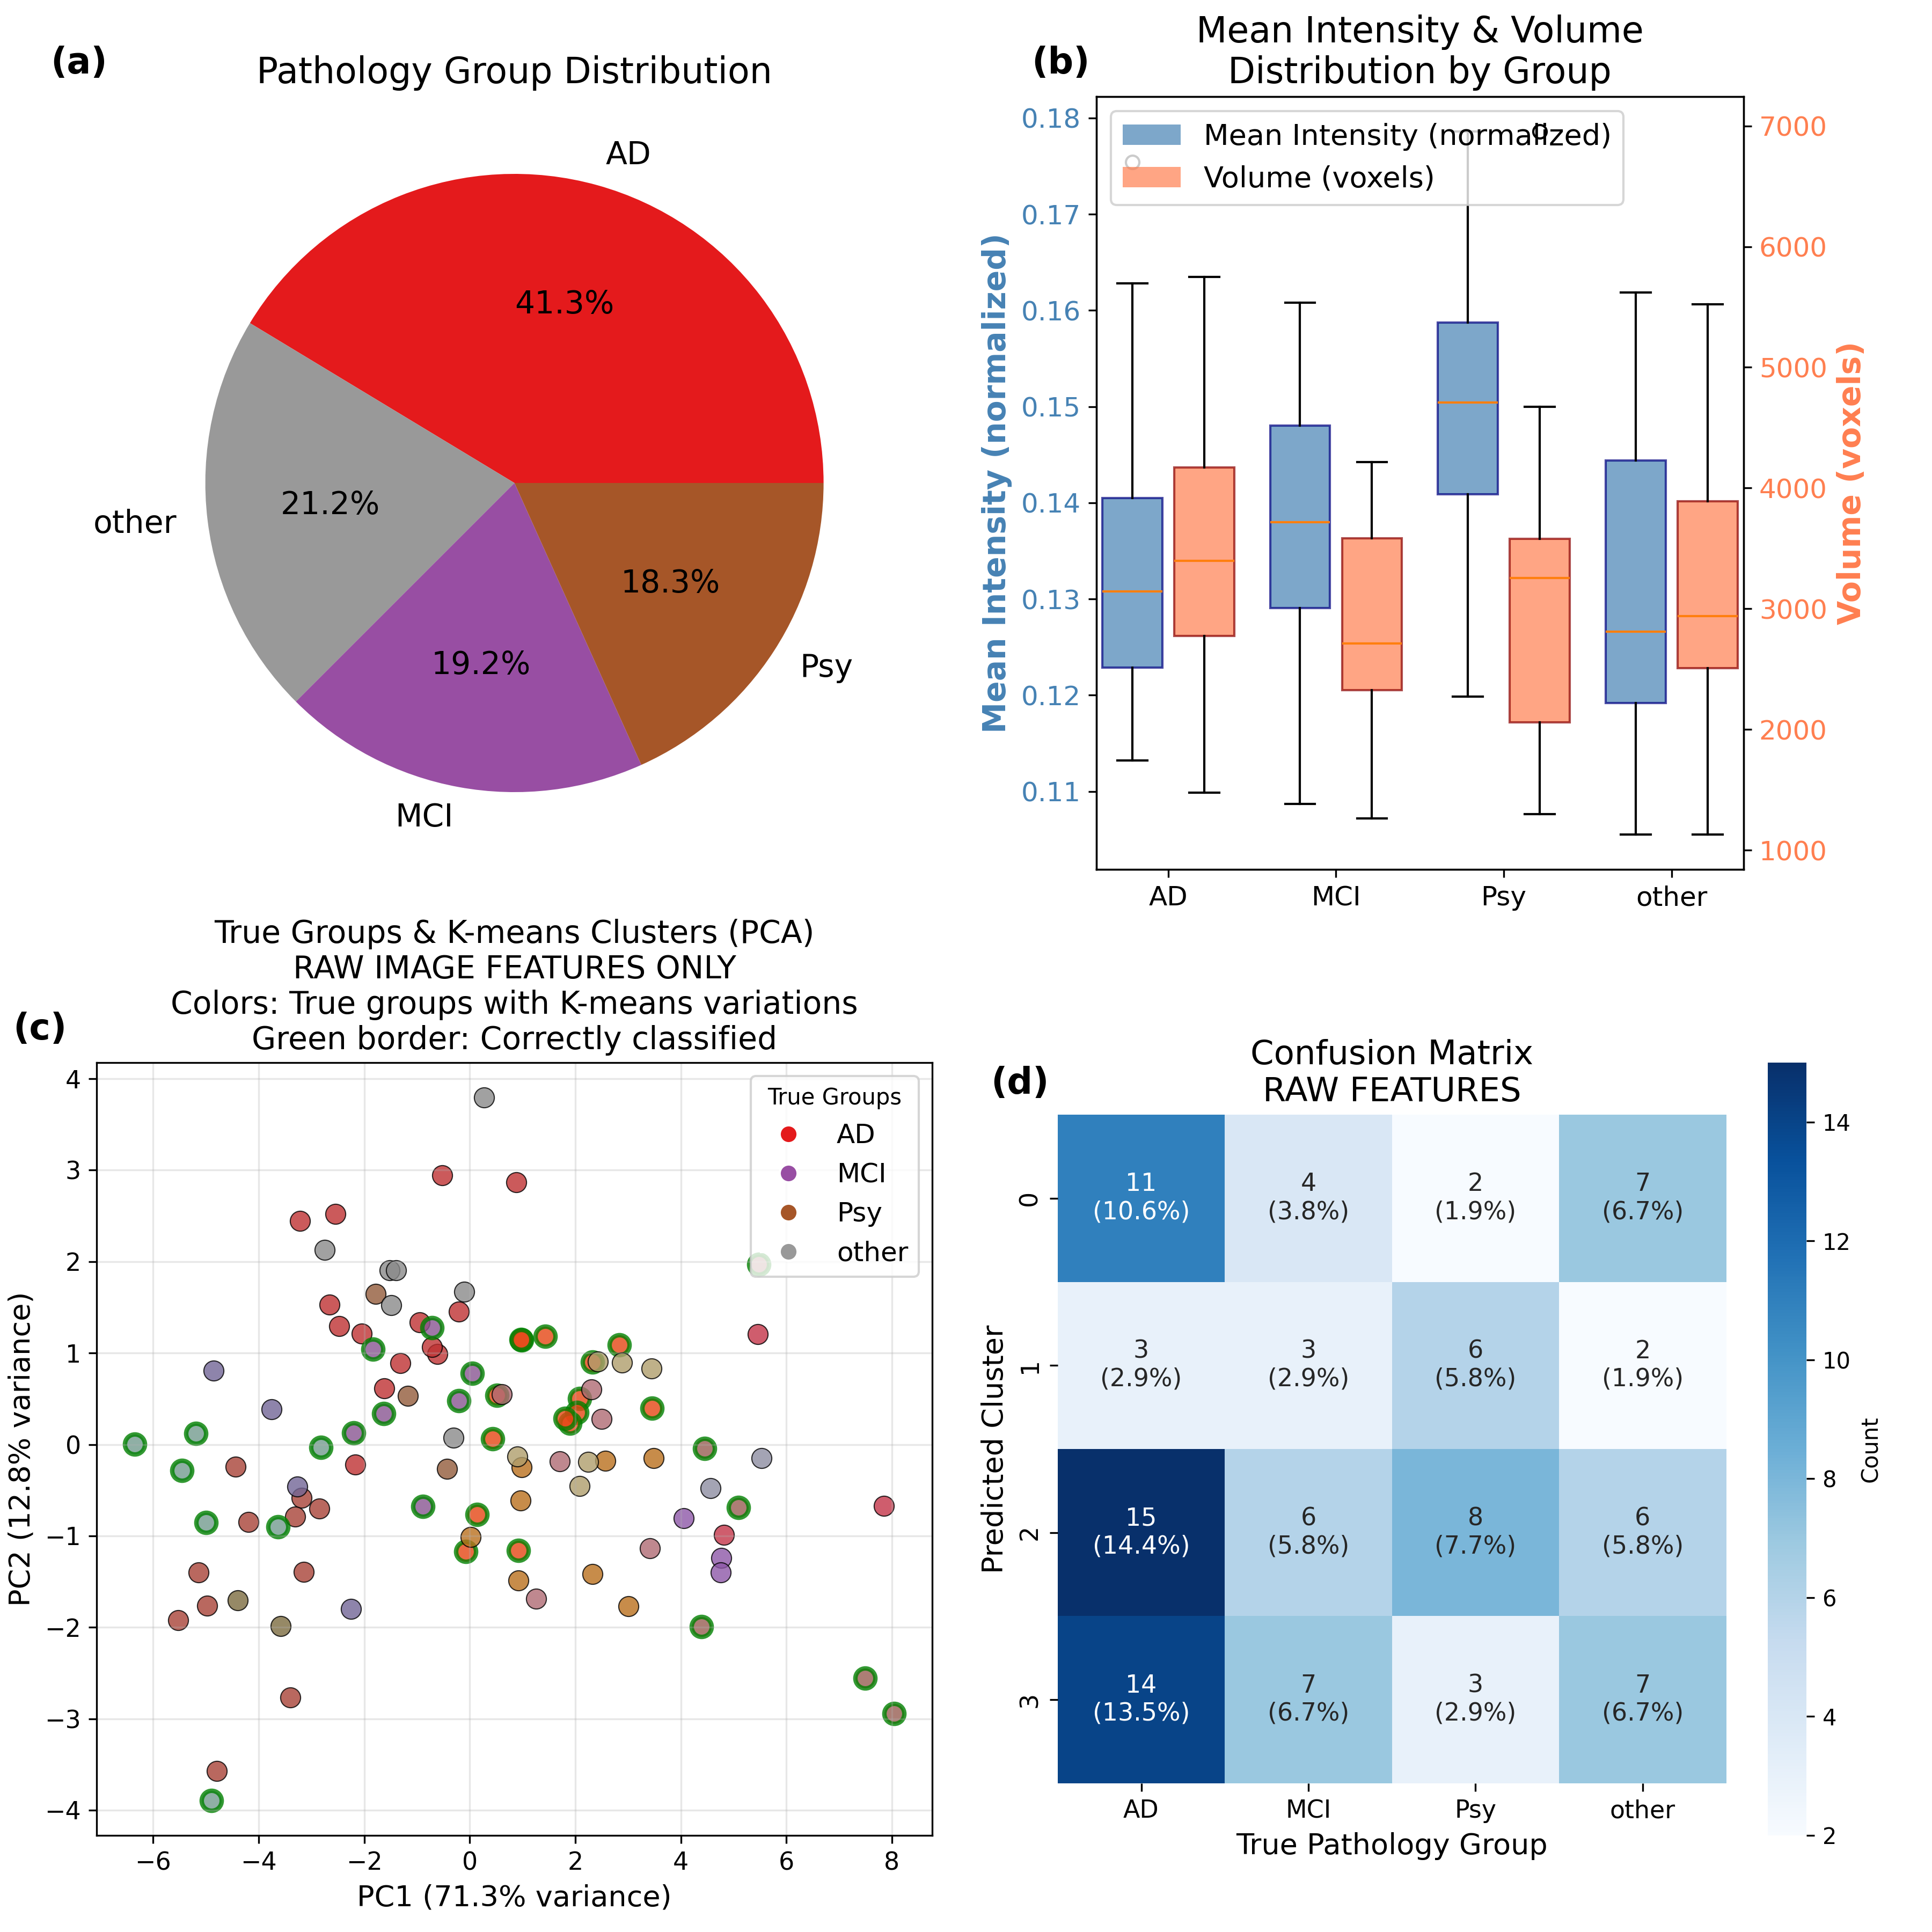 (a)
Pathology Group Distribution
AD
41.3%
other
21.2%
18.3%
Psy
19.2%
MCI
(b)
Mean Intensity & Volume
Distribution by Group
Mean Intensity (normalized)
Volume (voxels)
0.18
0.17
0.16
0.15
0.14
0.13
0.12
0.11
Mean Intensity (normalized)
7000
6000
5000
4000
3000
2000
1000
Volume (voxels)
AD MCI Psy other
(c)
True Groups & K-means Clusters (PCA)
RAW IMAGE FEATURES ONLY
Colors: True groups with K-means variations
Green border: Correctly classified
True Groups
AD
MCI
Psy
other
4
3
2
1
0
−1
−2
−3
−4
PC2 (12.8% variance)
−6 −4 −2 0 2 4 6 8
PC1 (71.3% variance)
(d)
Confusion Matrix
RAW FEATURES
Predicted Cluster
0
11 4 2 7
(10.6%) (3.8%) (1.9%) (6.7%)
1
3 3 6 2
(2.9%) (2.9%) (5.8%) (1.9%)
2
15 6 8 6
(14.4%) (5.8%) (7.7%) (5.8%)
3
14 7 3 7
(13.5%) (6.7%) (2.9%) (6.7%)
AD MCI Psy other
True Pathology Group
14
12
10
8
6
4
2
Count